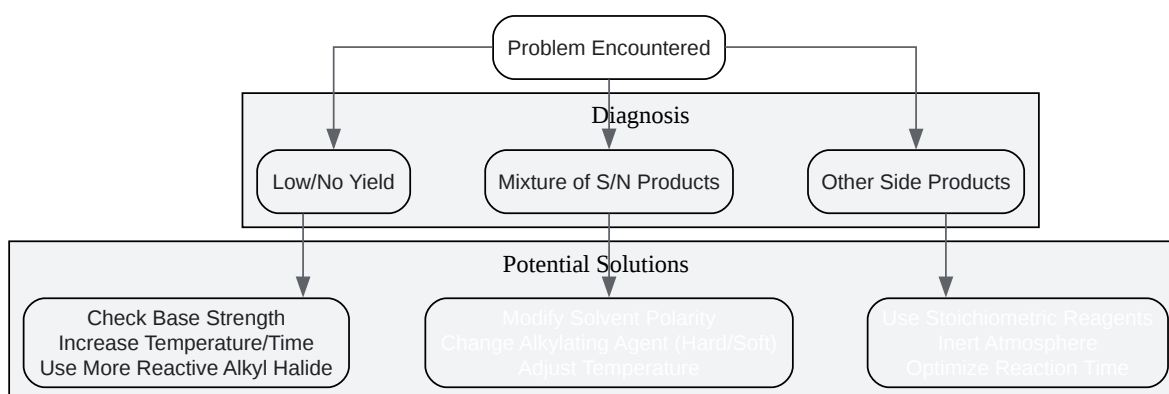 Problem Encountered
Diagnosis
Low/No Yield
Mixture of S/N Products
Other Side Products
Potential Solutions
Check Base Strength
Increase Temperature/Time
Use More Reactive Alkyl Halide
Modify Solvent Polarity
Change Alkylating Agent (Hard/Soft)
Adjust Temperature
Use Stoichiometric Reagents
Inert Atmosphere
Optimize Reaction Time